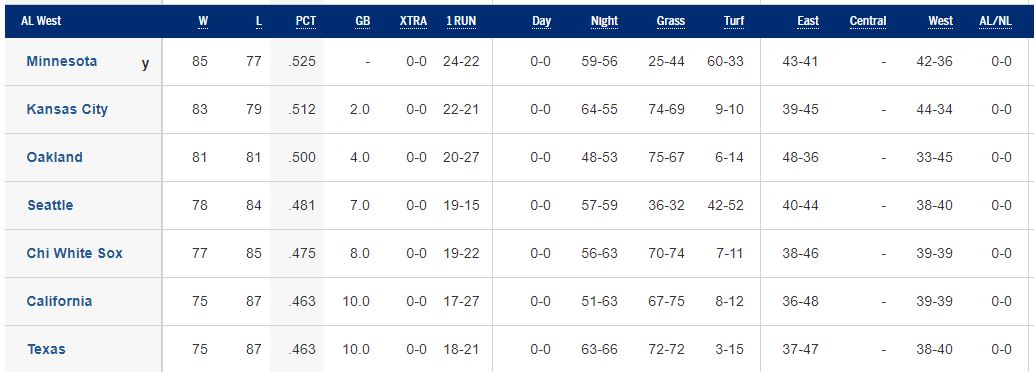 AL West W L PCT GB XTRA 1 RUN Day Night Grass Turf East Central West AL/NL
Minnesota y 85 77 .525 - 0-0 24-22 0-0 59-56 25-44 60-33 43-41 - 42-36 0-0
Kansas City 83 79 .512 2.0 0-0 22-21 0-0 64-55 74-69 9-10 39-45 - 44-34 0-0
Oakland 81 81 .500 4.0 0-0 20-27 0-0 48-53 75-67 6-14 48-36 - 33-45 0-0
Seattle 78 84 .481 7.0 0-0 19-15 0-0 57-59 36-32 42-52 40-44 - 38-40 0-0
Chi White Sox 77 85 .475 8.0 0-0 19-22 0-0 56-63 70-74 7-11 38-46 - 39-39 0-0
California 75 87 .463 10.0 0-0 17-27 0-0 51-63 67-75 8-12 36-48 - 39-39 0-0
Texas 75 87 .463 10.0 0-0 18-21 0-0 63-66 72-72 3-15 37-47 - 38-40 0-0